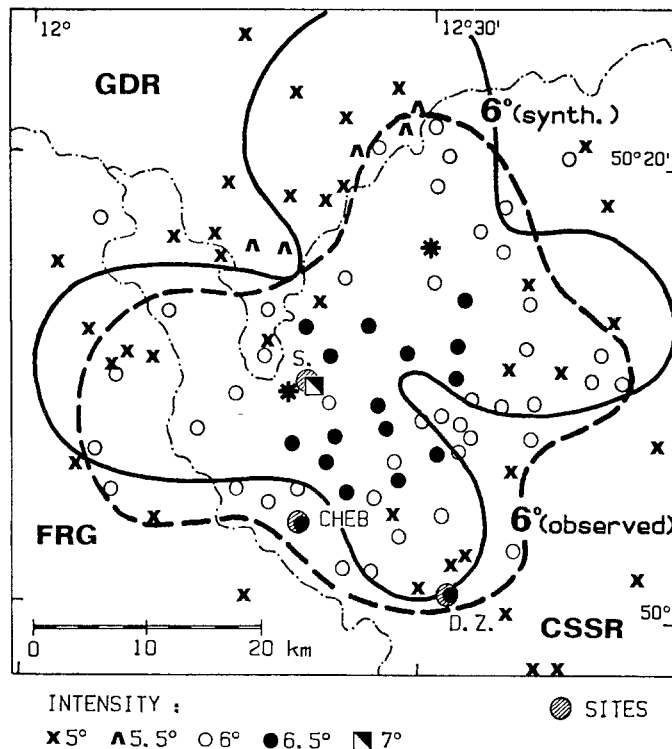 12° 12°30'
GDR
6°(synth.)
50°20'
S.
CHEB
FRG
6°(observed)
D.Z.
50°
CSSR
0 10 20 km
INTENSITY :
SITES
x 5° ʌ 5.5° ○ 6° ● 6.5° ◩ 7°